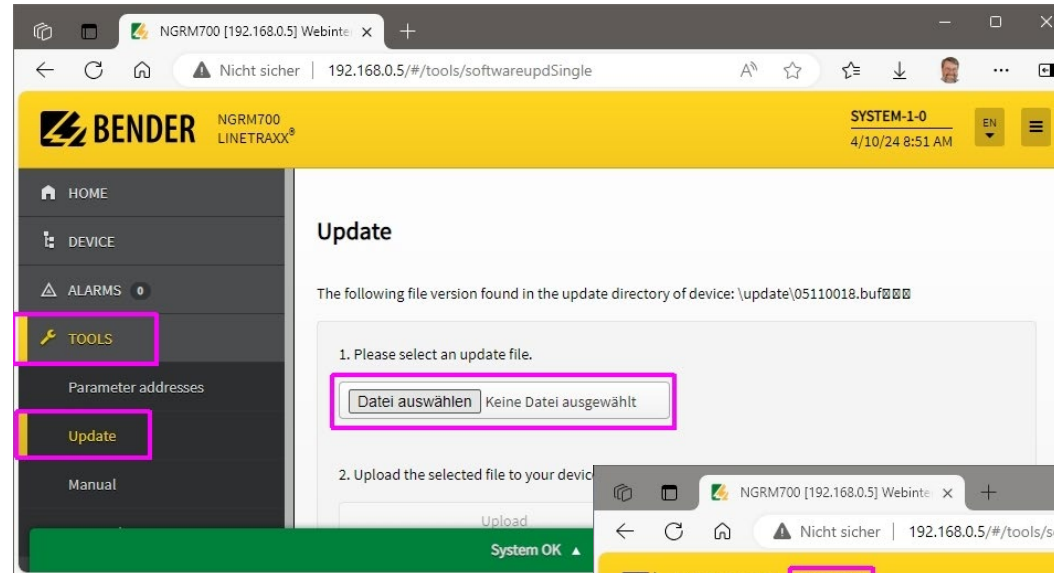 NGRM700 [192.168.0.5] Webinte
Nicht sicher | 192.168.0.5/#/tools/softwareupdSingle
BENDER
NGRM700
LINETRAXX®
SYSTEM-1-0
4/10/24 8:51 AM
EN
HOME
DEVICE
ALARMS 0
TOOLS
Parameter addresses
Update
Manual
Update
The following file version found in the update directory of device: \update\05110018.buf
1. Please select an update file.
Datei auswählen Keine Datei ausgewählt
2. Upload the selected file to your devic
Upload
System OK ▲
NGRM700 [192.168.0.5] Webinte
Nicht sicher | 192.168.0.5/#/tools/s